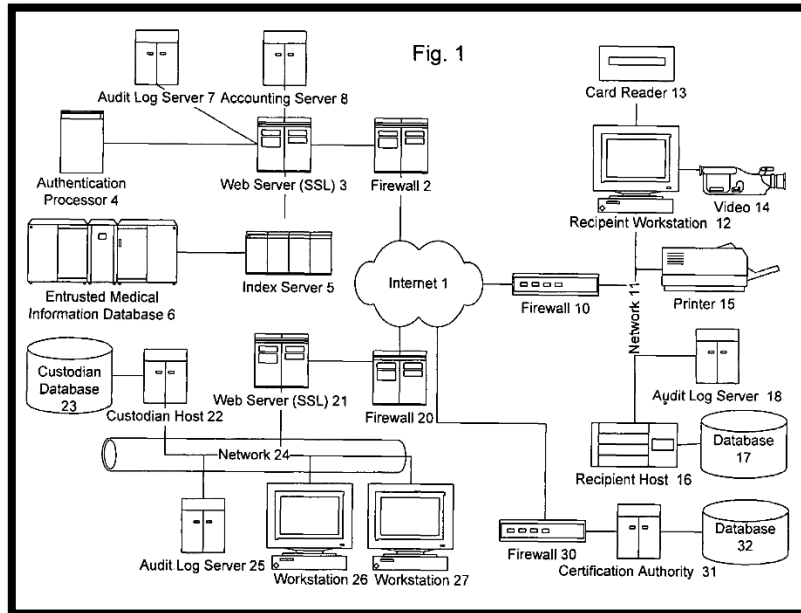 Fig. 1
Audit Log Server 7
Accounting Server 8
Card Reader 13
Authentication
Processor 4
Web Server (SSL) 3
Firewall 2
Recipeint Workstation
12
Video 14
Entrusted Medical
Information Database 6
Index Server 5
Internet 1
Firewall 10
Network 11
Printer 15
Custodian
Database
23
Custodian Host 22
Web Server (SSL) 21
Firewall 20
Audit Log Server 18
Network 24
Recipient Host 16
Database
17
Audit Log Server 25
Workstation 26
Workstation 27
Firewall 30
Certification Authority 31
Database
32